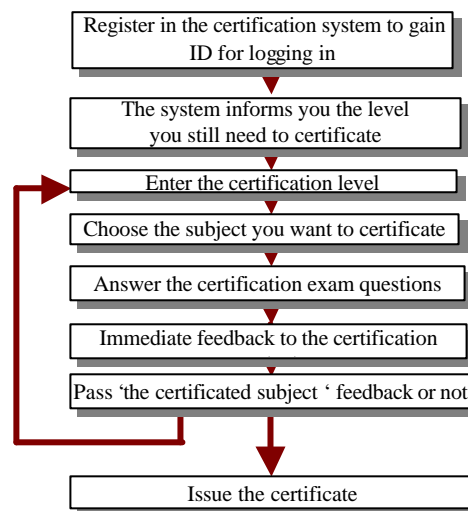 Register in the certification system to gain
ID for logging in
The system informs you the level
you still need to certificate
Enter the certification level
Choose the subject you want to certificate
Answer the certification exam questions
Immediate feedback to the certification
Pass ‘the certificated subject ‘ feedback or not
Issue the certificate